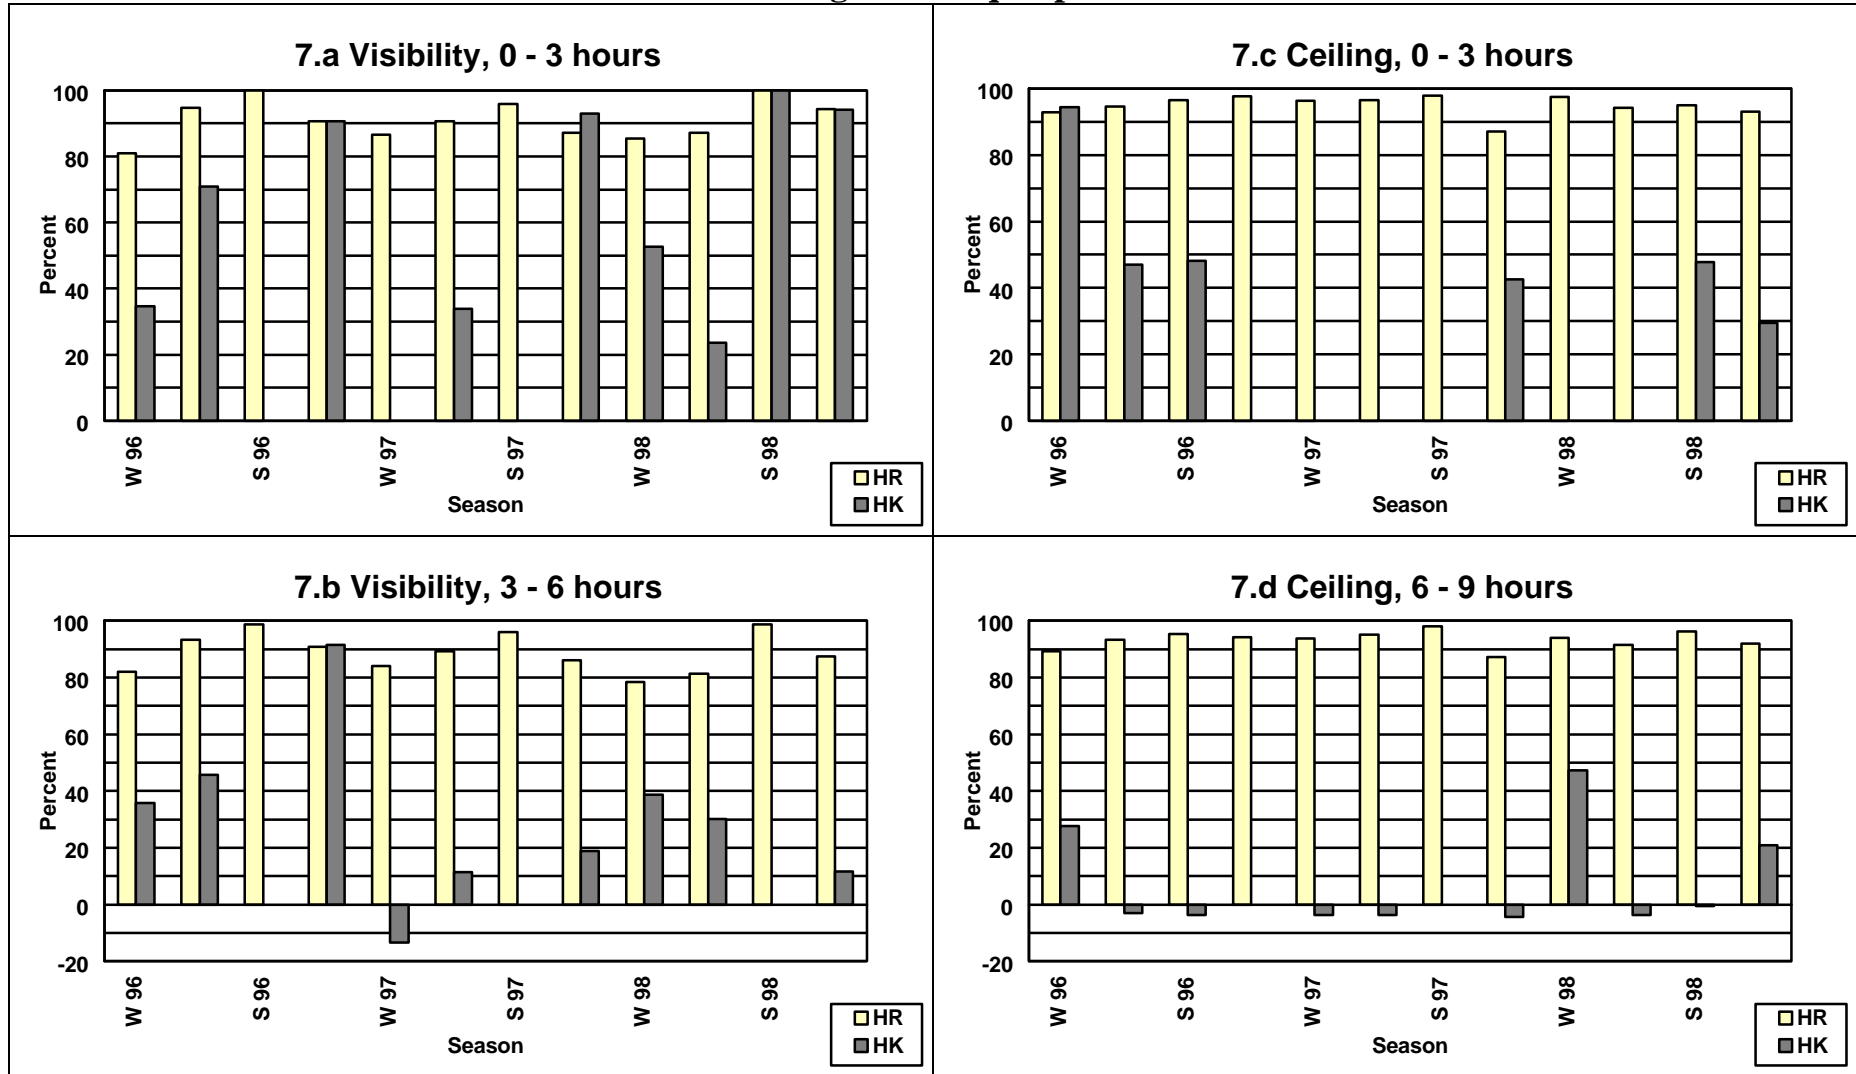 7.a Visibility, 0 - 3 hours
Percent
100
80
60
40
20
0
W 96
S 96
W 97
S 97
W 98
S 98
Season
HR
HK
7.c Ceiling, 0 - 3 hours
Percent
100
80
60
40
20
0
W 96
S 96
W 97
S 97
W 98
S 98
Season
HR
HK
7.b Visibility, 3 - 6 hours
Percent
100
80
60
40
20
0
-20
W 96
S 96
W 97
S 97
W 98
S 98
Season
HR
HK
7.d Ceiling, 6 - 9 hours
Percent
100
80
60
40
20
0
-20
W 96
S 96
W 97
S 97
W 98
S 98
Season
HR
HK